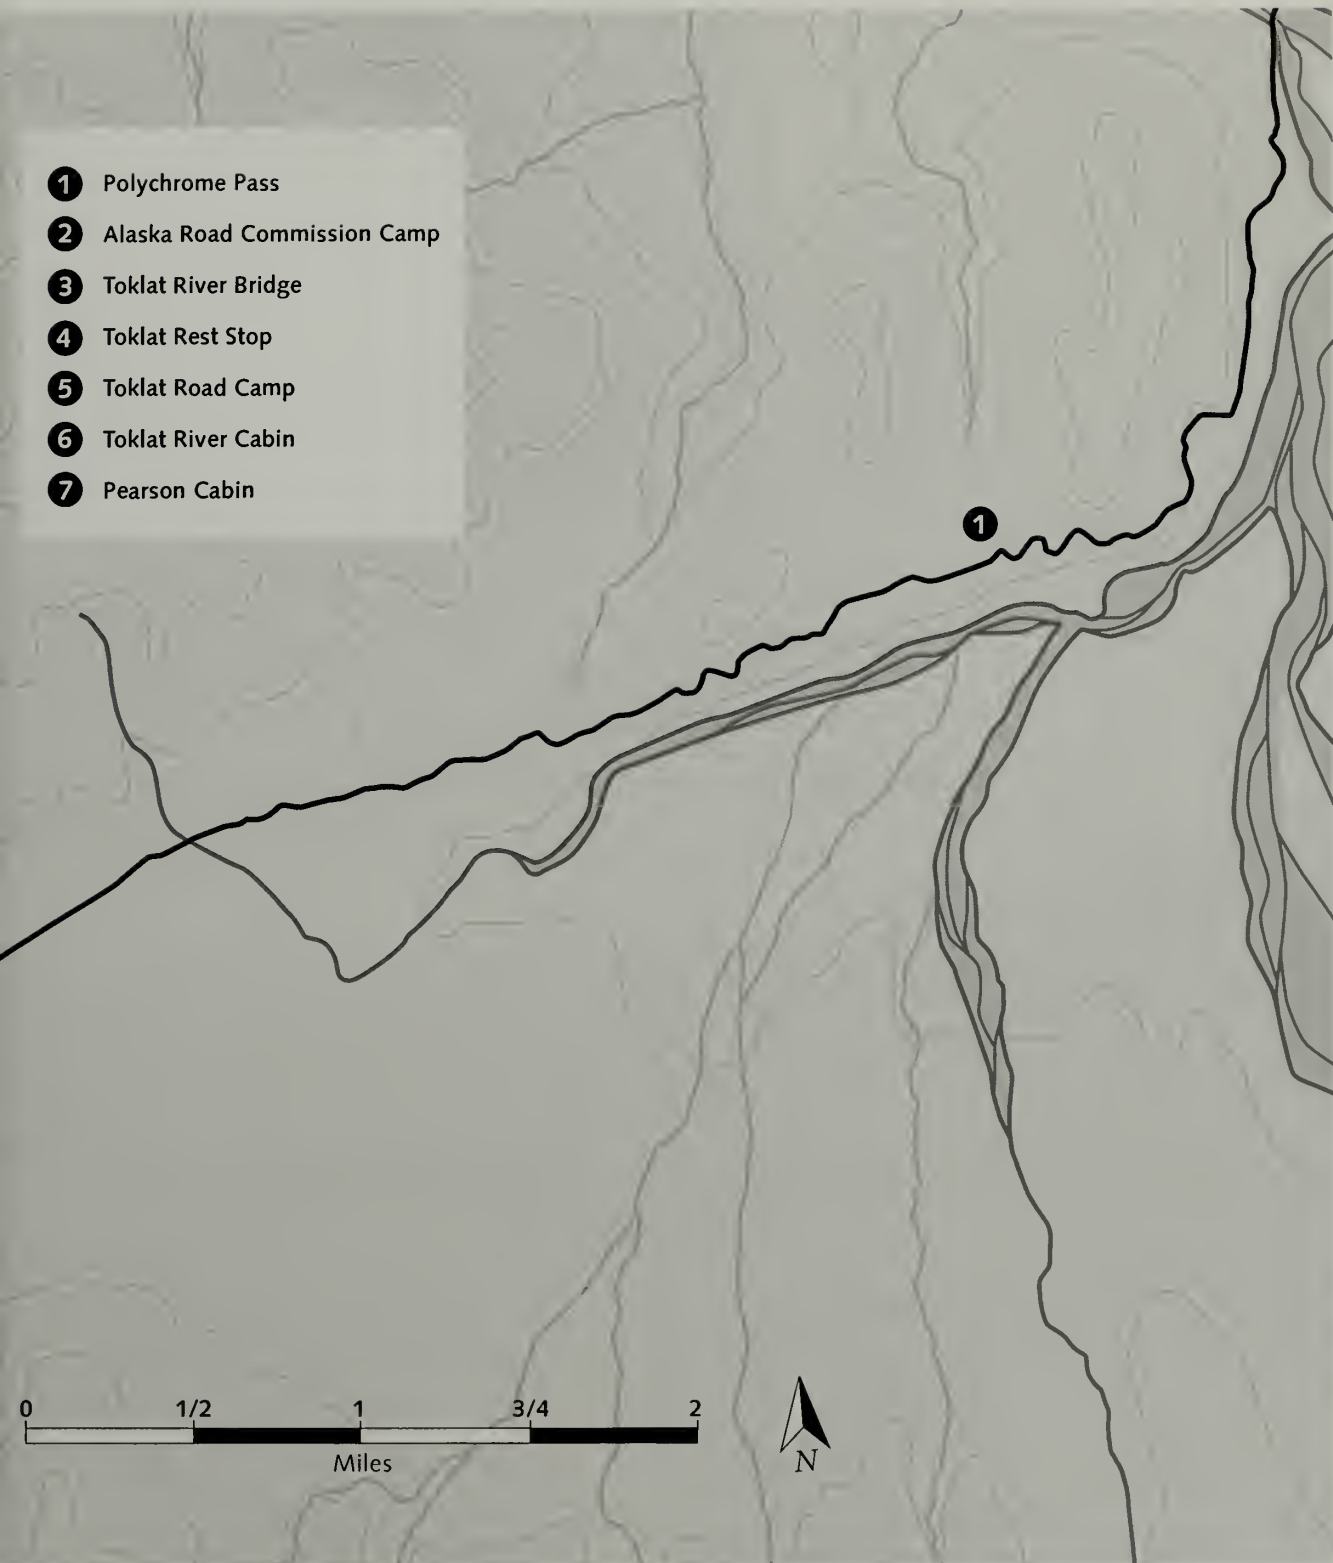 1 Polychrome Pass
2 Alaska Road Commission Camp
3 Toklat River Bridge
4 Toklat Rest Stop
5 Toklat Road Camp
6 Toklat River Cabin
7 Pearson Cabin
1
0 1/2 1 3/4 2
Miles
N